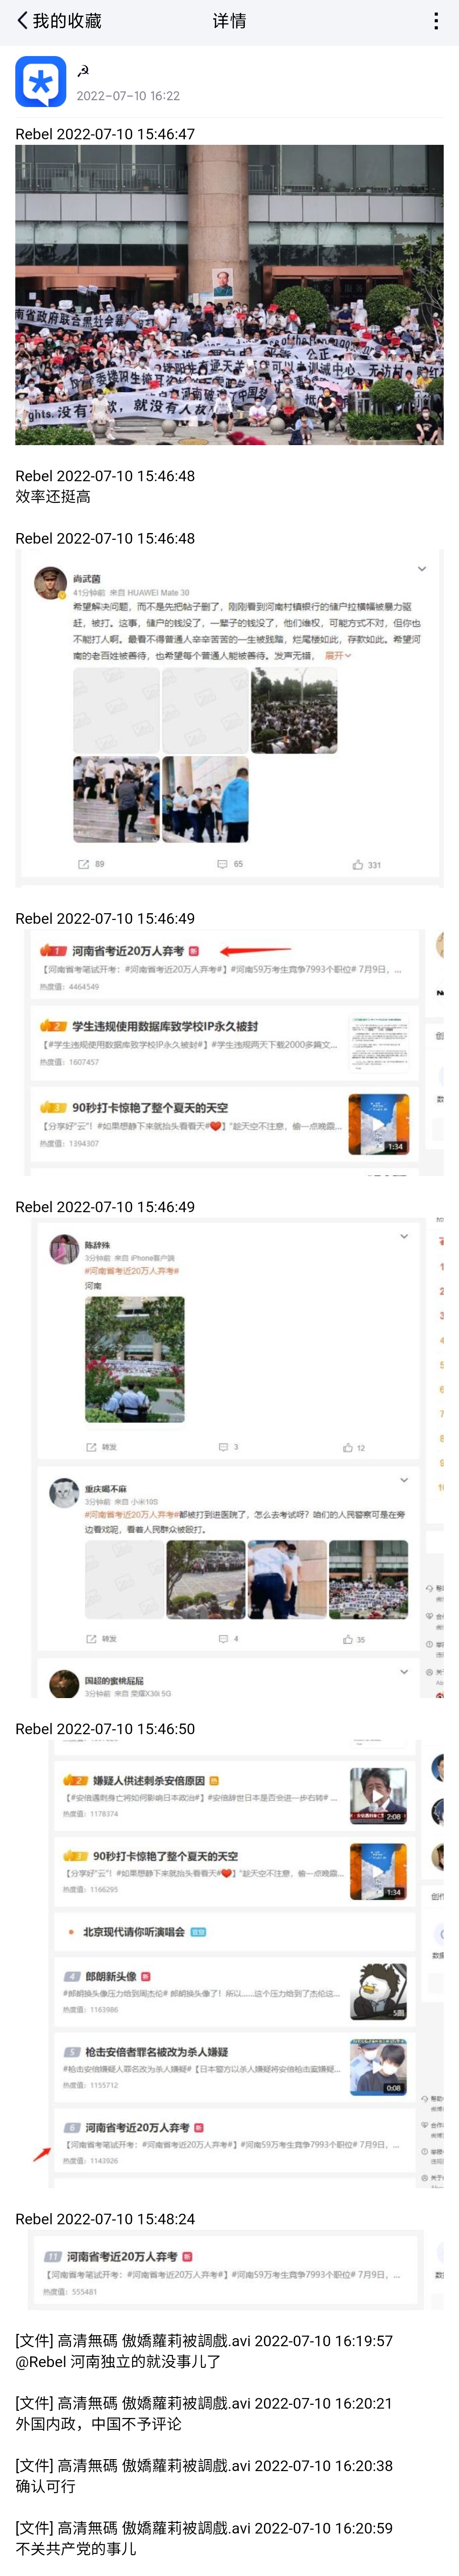 我的收藏
详情
2022-07-10 16:22
Rebel 2022-07-10 15:46:47
没有
就没有人权
Rebel 2022-07-10 15:46:48
效率还挺高
Rebel 2022-07-10 15:46:48
尚武菌
41分钟前 来自 HUAWEI Mate 30
希望解决问题，而不是先把帖子删了，刚刚看到河南村镇银行的储户拉横幅被暴力驱
赶，被打。这事，储户的钱没了，一辈子的钱没了，他们维权，可能方式不对，但你也
不能打人啊。最看不得普通人辛辛苦苦的一生被践踏，烂尾楼如此，存款如此。希望河
南的老百姓被善待，也希望每个普通人能被善待。发声无错，展开
89
65
331
Rebel 2022-07-10 15:46:49
1 河南省考近20万人弃考 新
【河南省考笔试开考：#河南省考近20万人弃考#】#河南59万考生竞争7993个职位# 7月9日，...
热度值：4464549
2 学生违规使用数据库致学校IP永久被封
【#学生违规使用数据库致学校IP永久被封#】#学生违规两天下载2000多篇文...
热度值：1607457
3 90秒打卡惊艳了整个夏天的天空
【分享好“云”！#如果想静下来就抬头看看天#❤️】“趁天空不注意，偷一点晚霞...
热度值：1394307
1:34
Rebel 2022-07-10 15:46:49
陈辞殊
3分钟前 来自 iPhone客户端
#河南省考近20万人弃考#
河南
转发
3
12
重庆喝不麻
3分钟前 来自 小米10S
#河南省考近20万人弃考#都被打到进医院了，怎么去考试呀？咱们的人民警察可是在旁
边看戏呢，看着人民群众被殴打。
转发
4
35
国超的蜜桃屁屁
3分钟前 来自 荣耀X30i 5G
Rebel 2022-07-10 15:46:50
2 嫌疑人供述刺杀安倍原因 热
【#安倍遇刺身亡将如何影响日本政治#】#安倍辞世日本是否会进一步右转# ...
热度值：1178374
2:08
3 90秒打卡惊艳了整个夏天的天空
【分享好“云”！#如果想静下来就抬头看看天#❤️】“趁天空不注意，偷一点晚霞...
热度值：1166295
1:34
北京现代请你听演唱会
4 郎朗新头像 新
#郎朗换头像压力给到周杰伦# 郎朗换头像了！所以......这个压力给到了杰伦这...
热度值：1163986
5 枪击安倍者罪名被改为杀人嫌疑
#枪击安倍嫌疑人罪名改为杀人嫌疑#【日本警方以杀人嫌疑将安倍枪击案嫌疑...
热度值：1155712
0:08
6 河南省考近20万人弃考 新
【河南省考笔试开考：#河南省考近20万人弃考#】#河南59万考生竞争7993个职位# 7月9日，...
热度值：1143926
Rebel 2022-07-10 15:48:24
11 河南省考近20万人弃考 新
【河南省考笔试开考：#河南省考近20万人弃考#】#河南59万考生竞争7993个职位# 7月9日，...
热度值：555481
[文件] 高清無碼 傲嬌蘿莉被調戲.avi 2022-07-10 16:19:57
@Rebel 河南独立的就没事儿了
[文件] 高清無碼 傲嬌蘿莉被調戲.avi 2022-07-10 16:20:21
外国内政，中国不予评论
[文件] 高清無碼 傲嬌蘿莉被調戲.avi 2022-07-10 16:20:38
确认可行
[文件] 高清無碼 傲嬌蘿莉被調戲.avi 2022-07-10 16:20:59
不关共产党的事儿